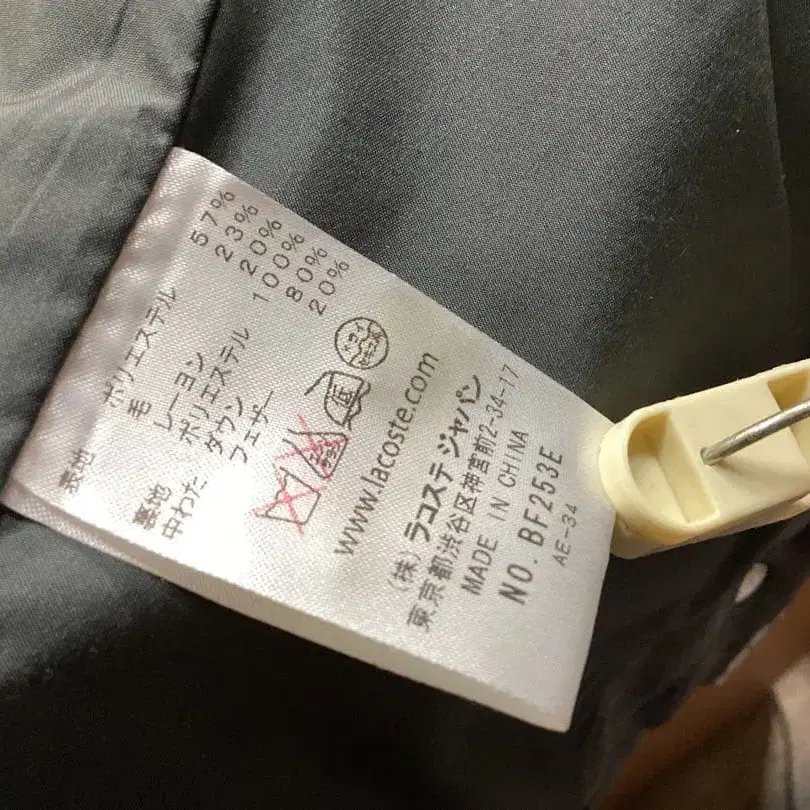 表地 ポリエステル 57%
毛 23%
レーヨン 20%
裏地 ポリエステル 100%
中わた ダウン 80%
フェザー 20%
www.lacoste.com
(株) ラコステ ジャパン
東京都渋谷区神宮前2-34-17
MADE IN CHINA
NO. BF253E
AE-34